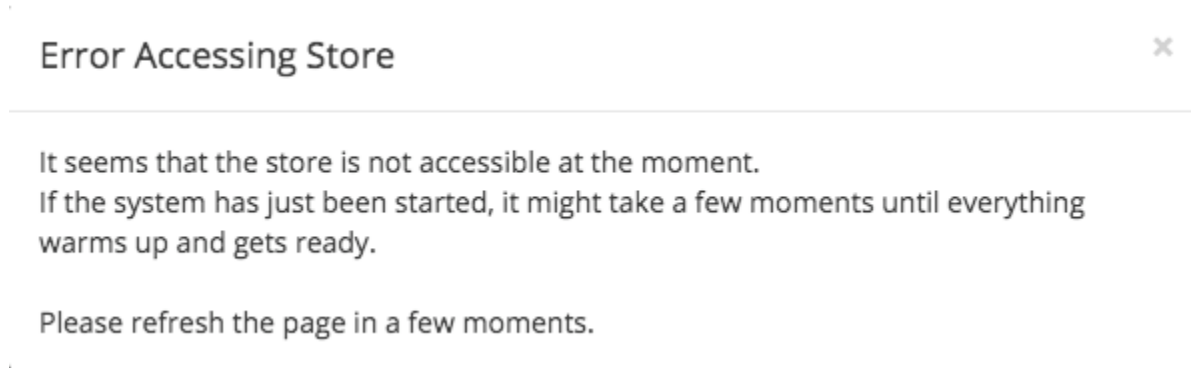 Error Accessing Store
It seems that the store is not accessible at the moment.
If the system has just been started, it might take a few moments until everything
warms up and gets ready.
Please refresh the page in a few moments.